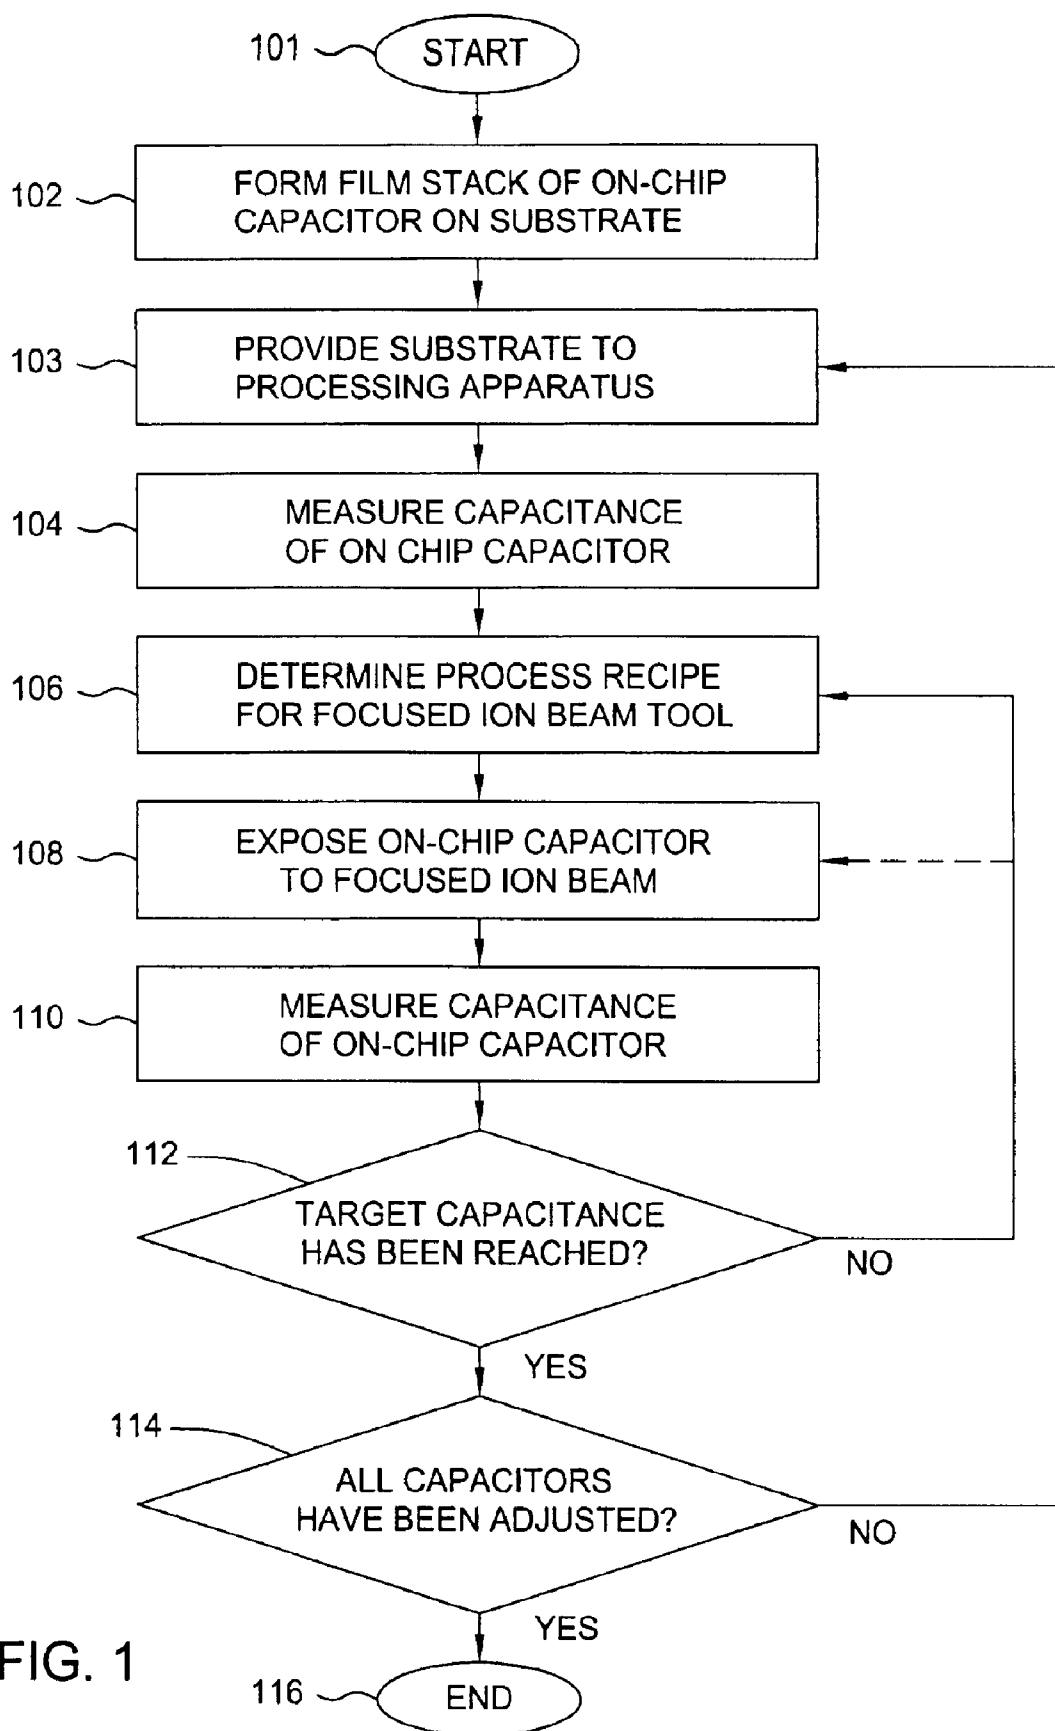 101
START
102
FORM FILM STACK OF ON-CHIP
CAPACITOR ON SUBSTRATE
103
PROVIDE SUBSTRATE TO
PROCESSING APPARATUS
104
MEASURE CAPACITANCE
OF ON CHIP CAPACITOR
106
DETERMINE PROCESS RECIPE
FOR FOCUSED ION BEAM TOOL
108
EXPOSE ON-CHIP CAPACITOR
TO FOCUSED ION BEAM
110
MEASURE CAPACITANCE
OF ON-CHIP CAPACITOR
112
TARGET CAPACITANCE
HAS BEEN REACHED?
NO
YES
114
ALL CAPACITORS
HAVE BEEN ADJUSTED?
NO
YES
FIG. 1
116
END